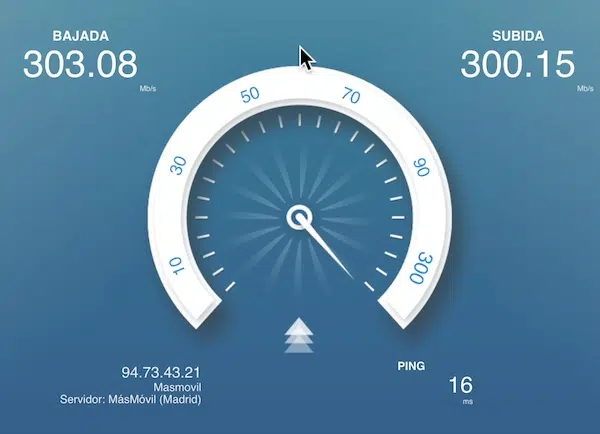 BAJADA
303.08
Mb/s
SUBIDA
300.15
Mb/s
10
30
50
70
90
300
94.73.43.21
Masmovil
Servidor: MásMóvil (Madrid)
PING
16
ms